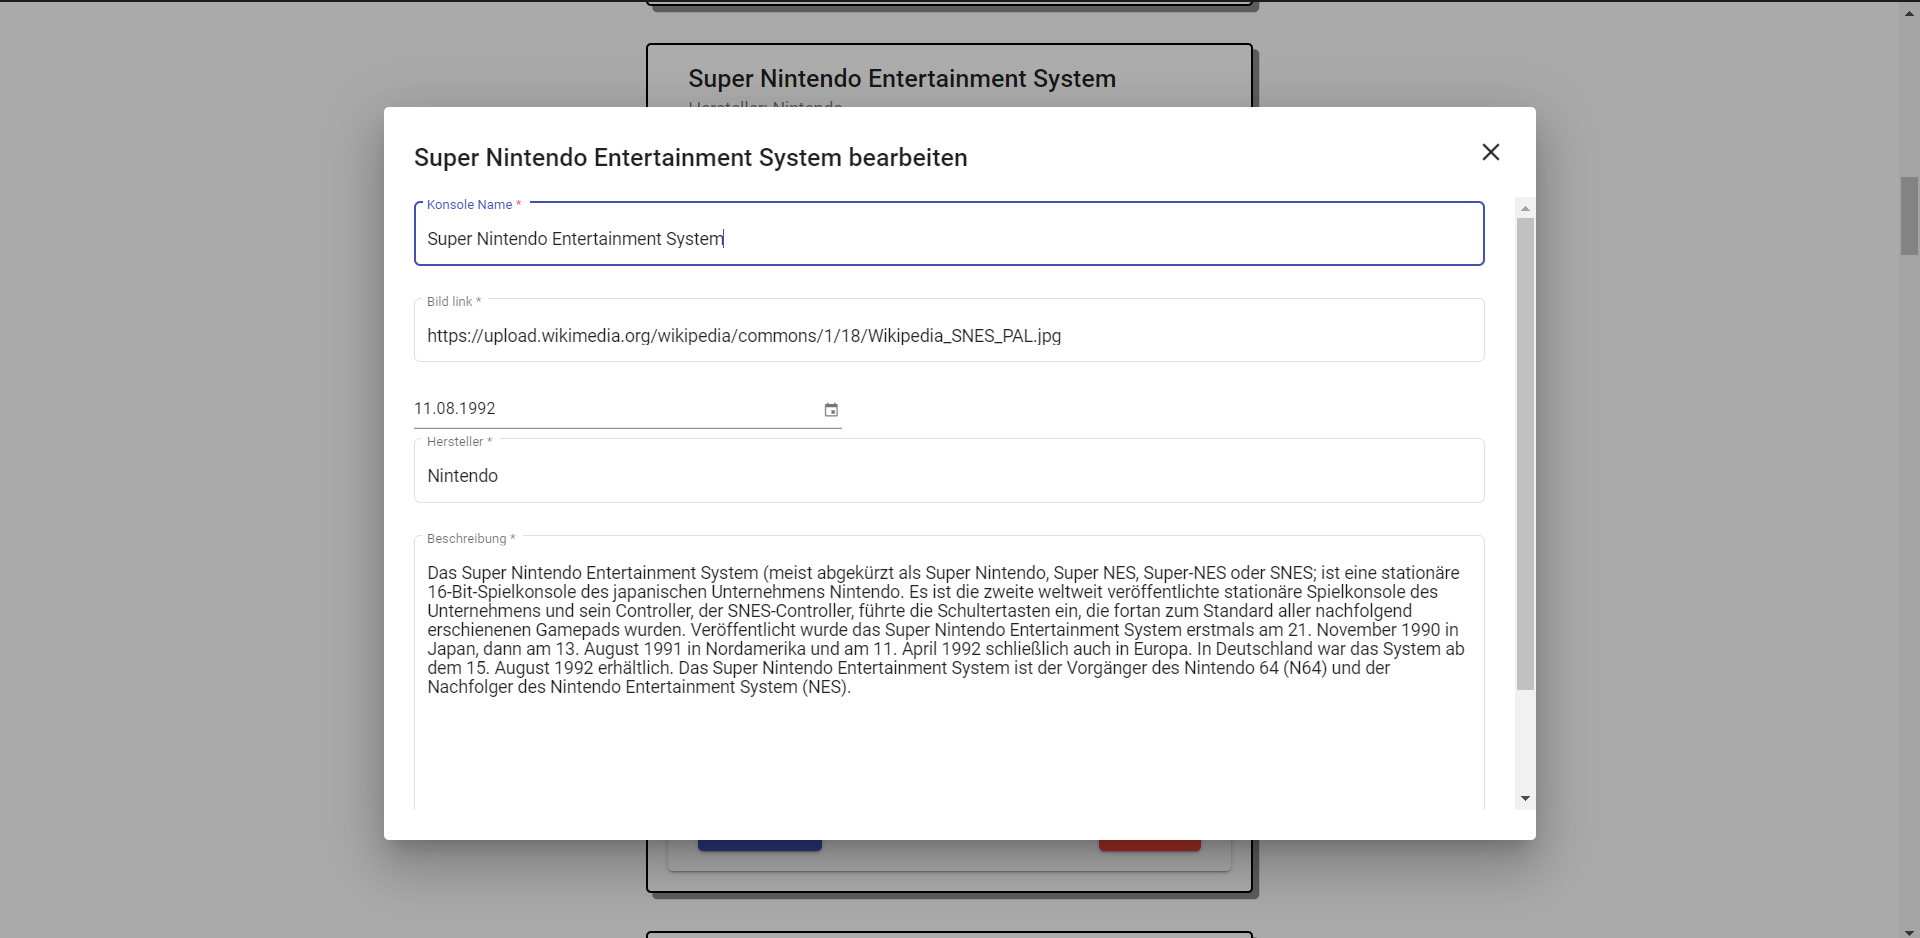 Super Nintendo Entertainment System
Hersteller: Nintendo
Super Nintendo Entertainment System bearbeiten
Konsole Name *
Super Nintendo Entertainment System
Bild link *
https://upload.wikimedia.org/wikipedia/commons/1/18/Wikipedia_SNES_PAL.jpg
11.08.1992
Hersteller *
Nintendo
Beschreibung *
Das Super Nintendo Entertainment System (meist abgekürzt als Super Nintendo, Super NES, Super-NES oder SNES; ist eine stationäre
16-Bit-Spielkonsole des japanischen Unternehmens Nintendo. Es ist die zweite weltweit veröffentlichte stationäre Spielkonsole des
Unternehmens und sein Controller, der SNES-Controller, führte die Schultertasten ein, die fortan zum Standard aller nachfolgend
erschienenen Gamepads wurden. Veröffentlicht wurde das Super Nintendo Entertainment System erstmals am 21. November 1990 in
Japan, dann am 13. August 1991 in Nordamerika und am 11. April 1992 schließlich auch in Europa. In Deutschland war das System ab
dem 15. August 1992 erhältlich. Das Super Nintendo Entertainment System ist der Vorgänger des Nintendo 64 (N64) und der
Nachfolger des Nintendo Entertainment System (NES).